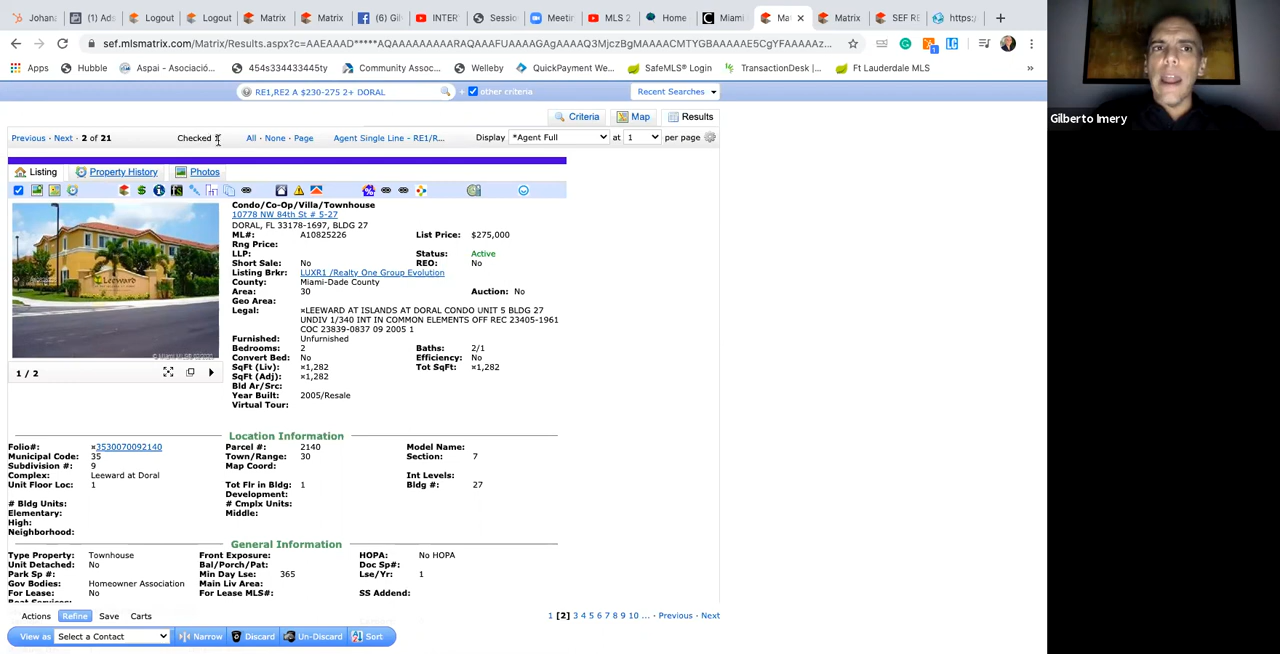 Johana
(1) Ads
Logout
Logout
Matrix
Matrix
(6) Gil
INTER
Sessio
Meetin
MLS 2
Home
Miami
Mat
Matrix
SEF RE
https:/
sef.mlsmatrix.com/Matrix/Results.aspx?c=AAEAAAD*****AQAAAAAAAAARAQAAAFUAAAAGAgAAAAQ3MjczBgMAAAACMTYGBAAAAAE5CgYFAAAAAz...
Apps
Hubble
Aspai - Asociació...
454s334433445ty
Community Assoc...
Welleby
QuickPayment We...
SafeMLS® Login
TransactionDesk |...
Ft Lauderdale MLS
»
RE1,RE2 A $230-275 2+ DORAL
+ other criteria
Recent Searches
Criteria
Map
Results
Previous · Next · 2 of 21
Checked
All · None · Page
Agent Single Line - RE1/R...
Display *Agent Full at 1 per page
Listing
Property History
Photos
Condo/Co-Op/Villa/Townhouse
10778 NW 84th St # 5-27
DORAL, FL 33178-1697, BLDG 27
ML#: A10825226 List Price: $275,000
Rng Price:
LLP: Status: Active
Short Sale: No REO: No
Listing Brkr: LUXR1 /Realty One Group Evolution
County: Miami-Dade County
Area: 30 Auction: No
Geo Area:
Legal: ¤LEEWARD AT ISLANDS AT DORAL CONDO UNIT 5 BLDG 27
UNDIV 1/340 INT IN COMMON ELEMENTS OFF REC 23405-1961
COC 23839-0837 09 2005 1
Furnished: Unfurnished
Bedrooms: 2 Baths: 2/1
Convert Bed: No Efficiency: No
SqFt (Liv): ¤1,282 Tot SqFt: ¤1,282
SqFt (Adj): ¤1,282
Bld Ar/Src:
Year Built: 2005/Resale
Virtual Tour:
Leeward
1 / 2
Location Information
Folio#: ¤3530070092140 Parcel #: 2140 Model Name:
Municipal Code: 35 Town/Range: 30 Section: 7
Subdivision #: 9 Map Coord:
Complex: Leeward at Doral Int Levels:
Unit Floor Loc: 1 Tot Flr in Bldg: 1 Bldg #: 27
Development:
# Bldg Units: # Cmplx Units:
Elementary: Middle:
High:
Neighborhood:
General Information
Type Property: Townhouse Front Exposure: HOPA: No HOPA
Unit Detached: No Bal/Porch/Pat: Doc Sp#:
Park Sp #: Min Day Lse: 365 Lse/Yr: 1
Gov Bodies: Homeowner Association Main Liv Area:
For Lease: No For Lease MLS#: SS Addend:
Actions
Refine
Save
Carts
1 [2] 3 4 5 6 7 8 9 10 ... · Previous · Next
View as Select a Contact
Narrow
Discard
Un-Discard
Sort
Gilberto Imery